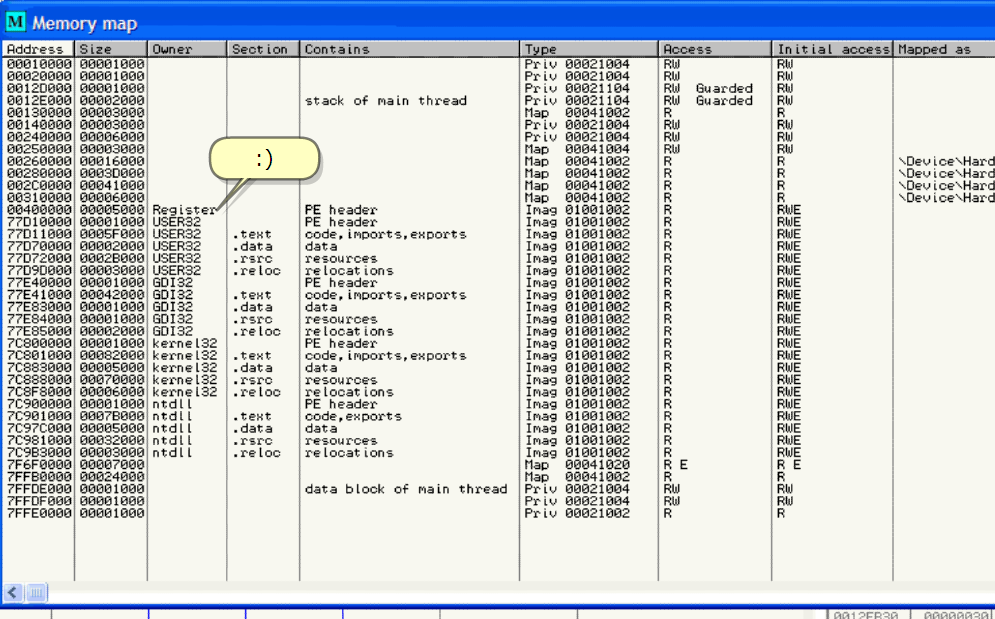 M Memory map
Address Size Owner Section Contains Type Access Initial access Mapped as
00010000 00001000 Priv 00021004 RW RW
00020000 00001000 Priv 00021004 RW RW
0012D000 00001000 Priv 00021104 RW Guarded RW
0012E000 00002000 stack of main thread Priv 00021104 RW Guarded RW
00130000 00003000 Map 00041002 R R
00140000 00003000 Priv 00021004 RW RW
00240000 00006000 Priv 00021004 RW RW
00250000 00003000 Map 00041004 RW RW
:)
00260000 00016000 Map 00041002 R R \Device\Hard
00280000 0003D000 Map 00041002 R R \Device\Hard
002C0000 00041000 Map 00041002 R R \Device\Hard
00310000 00006000 Map 00041002 R R \Device\Hard
00400000 00005000 Register PE header Imag 01001002 R RWE
77D10000 00001000 USER32 PE header Imag 01001002 R RWE
77D11000 0005F000 USER32 .text code,imports,exports Imag 01001002 R RWE
77D70000 00002000 USER32 .data data Imag 01001002 R RWE
77D72000 0002B000 USER32 .rsrc resources Imag 01001002 R RWE
77D9D000 00003000 USER32 .reloc relocations Imag 01001002 R RWE
77E40000 00001000 GDI32 PE header Imag 01001002 R RWE
77E41000 00042000 GDI32 .text code,imports,exports Imag 01001002 R RWE
77E83000 00001000 GDI32 .data data Imag 01001002 R RWE
77E84000 00001000 GDI32 .rsrc resources Imag 01001002 R RWE
77E85000 00002000 GDI32 .reloc relocations Imag 01001002 R RWE
7C800000 00001000 kernel32 PE header Imag 01001002 R RWE
7C801000 00082000 kernel32 .text code,imports,exports Imag 01001002 R RWE
7C883000 00005000 kernel32 .data data Imag 01001002 R RWE
7C888000 00070000 kernel32 .rsrc resources Imag 01001002 R RWE
7C8F8000 00006000 kernel32 .reloc relocations Imag 01001002 R RWE
7C900000 00001000 ntdll PE header Imag 01001002 R RWE
7C901000 0007B000 ntdll .text code,exports Imag 01001002 R RWE
7C97C000 00005000 ntdll .data data Imag 01001002 R RWE
7C981000 00032000 ntdll .rsrc resources Imag 01001002 R RWE
7C9B3000 00003000 ntdll .reloc relocations Imag 01001002 R RWE
7F6F0000 00007000 Map 00041020 R E R E
7FFB0000 00024000 Map 00041002 R R
7FFDE000 00001000 data block of main thread Priv 00021004 RW RW
7FFDF000 00001000 Priv 00021004 RW RW
7FFE0000 00001000 Priv 00021002 R R